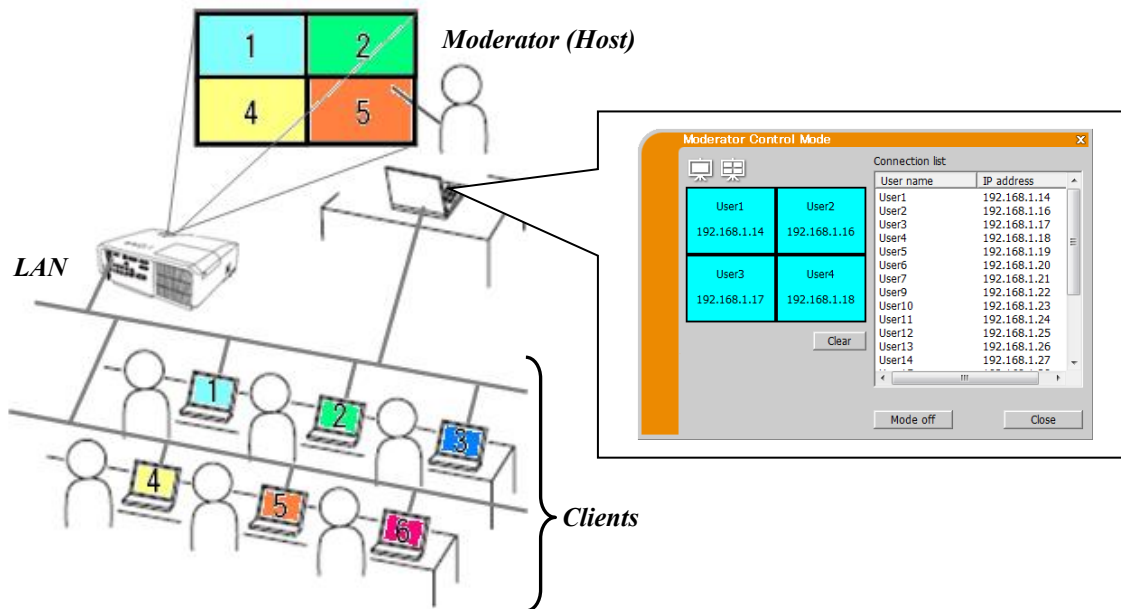 Moderator (Host)
1
2
4
5
LAN
Moderator Control Mode
x
Connection list
User name IP address
User1 192.168.1.14
User2 192.168.1.16
User3 192.168.1.17
User4 192.168.1.18
User5 192.168.1.19
User6 192.168.1.20
User7 192.168.1.21
User9 192.168.1.22
User10 192.168.1.23
User11 192.168.1.24
User12 192.168.1.25
User13 192.168.1.26
User14 192.168.1.27
User1
192.168.1.14
User2
192.168.1.16
User3
192.168.1.17
User4
192.168.1.18
Clear
Mode off
Close
1
2
3
4
5
6
Clients